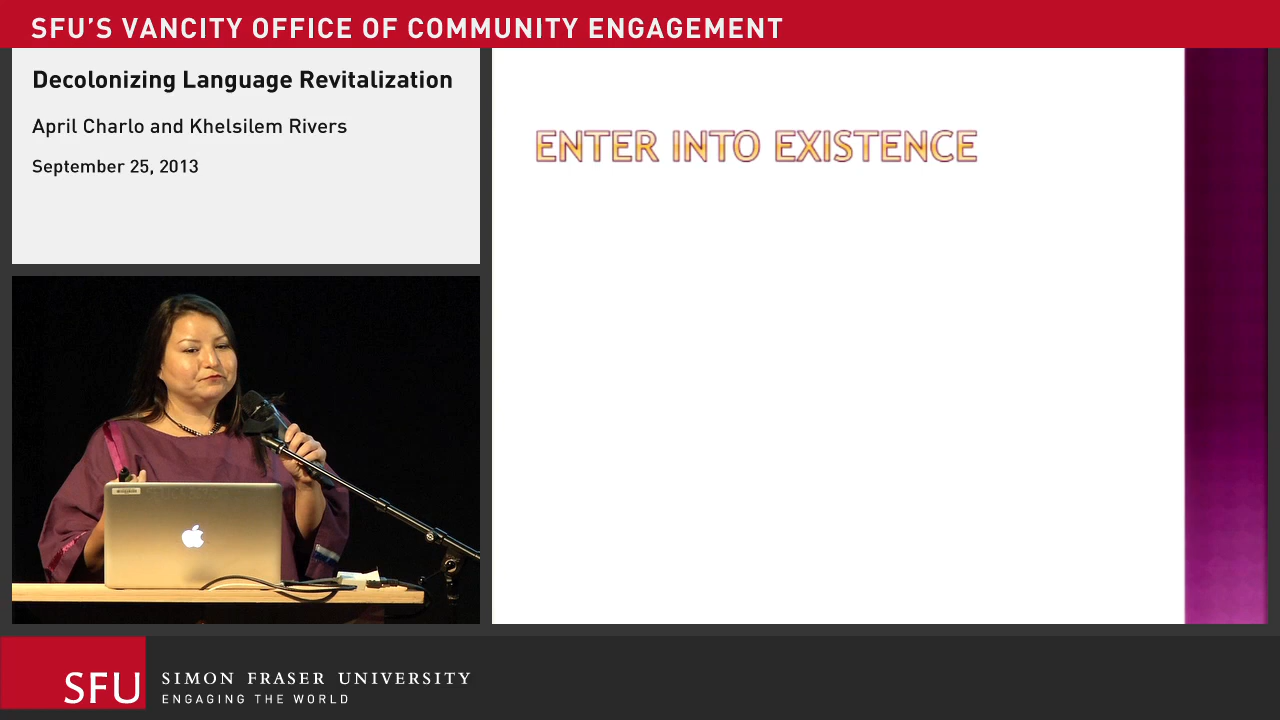 SFU'S VANCITY OFFICE OF COMMUNITY ENGAGEMENT
Decolonizing Language Revitalization
April Charlo and Khelsilem Rivers
September 25, 2013
ENTER INTO EXISTENCE
SFU
SIMON FRASER UNIVERSITY
ENGAGING THE WORLD